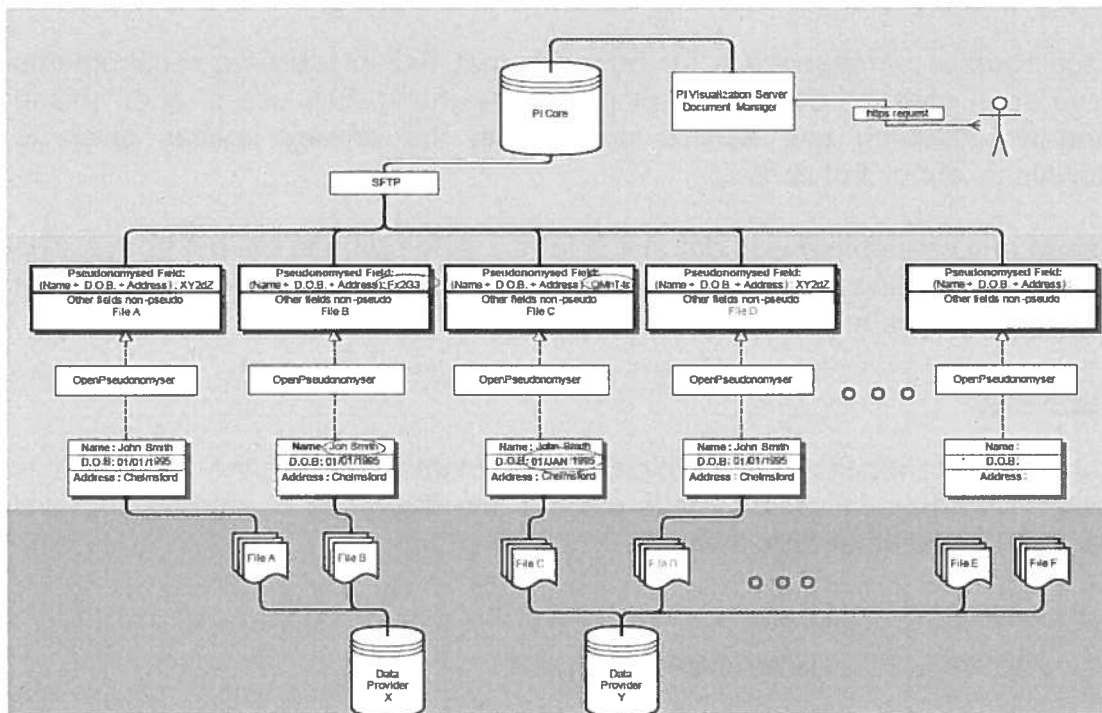 PI Core
PI Visualization Server
Document Manager
https request
SFTP
Pseudonomysed Field:
(Name + D.O.B. + Address) : XY2dZ
Other fields non-pseudo
File A
Pseudonomysed Field:
(Name + D.O.B. + Address):
Other fields non-pseudo
File B
Pseudonomysed Field:
(Name + D.O.B. + Address):
Other fields non-pseudo
File C
Pseudonomysed Field:
(Name + D.O.B + Address) : XY2dZ
Other fields non-pseudo
File D
Pseudonomysed Field:
(Name + D.O.B. + Address)
Other fields non-pseudo
OpenPseudonomyser
OpenPseudonomyser
OpenPseudonomyser
OpenPseudonomyser
OpenPseudonomyser
Name : John Smith
D.O.B: 01/01/1995
Address : Chelmsford
Name : Jon Smith
D.O.B: 01/01/1995
Address : Chelmsford
Name : John Smith
D.O.B: 01/JAN/1995
Address : Chelmsford
Name : John Smith
D.O.B: 01/01/1995
Address : Chelmsford
Name :
D.O.B :
Address :
File A
File B
File C
File D
File E
File F
Data
Provider
X
Data
Provider
Y